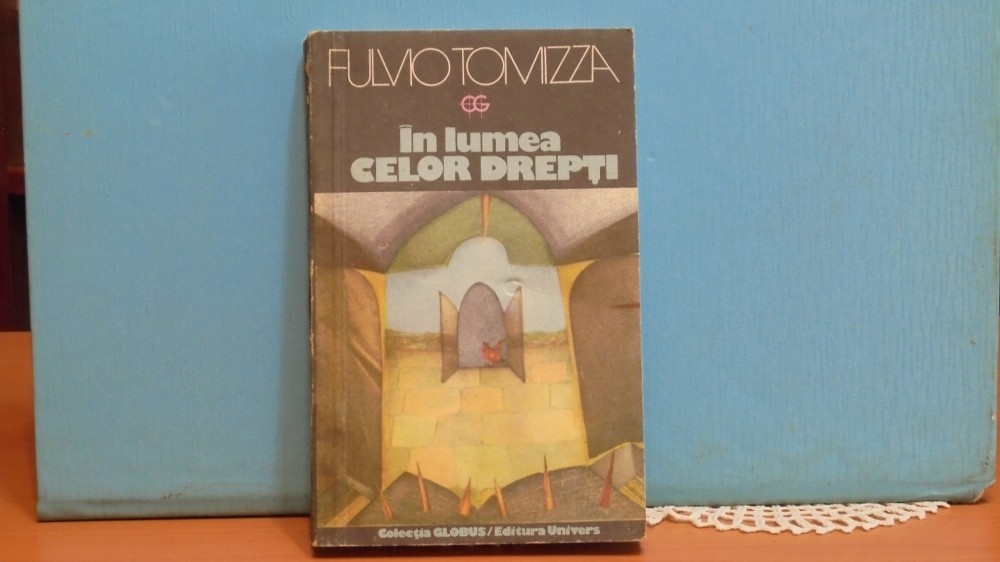 FULVIO TOMIZZA
CG
În lumea
CELOR DREPȚI
Colecția GLOBUS/Editura Univers